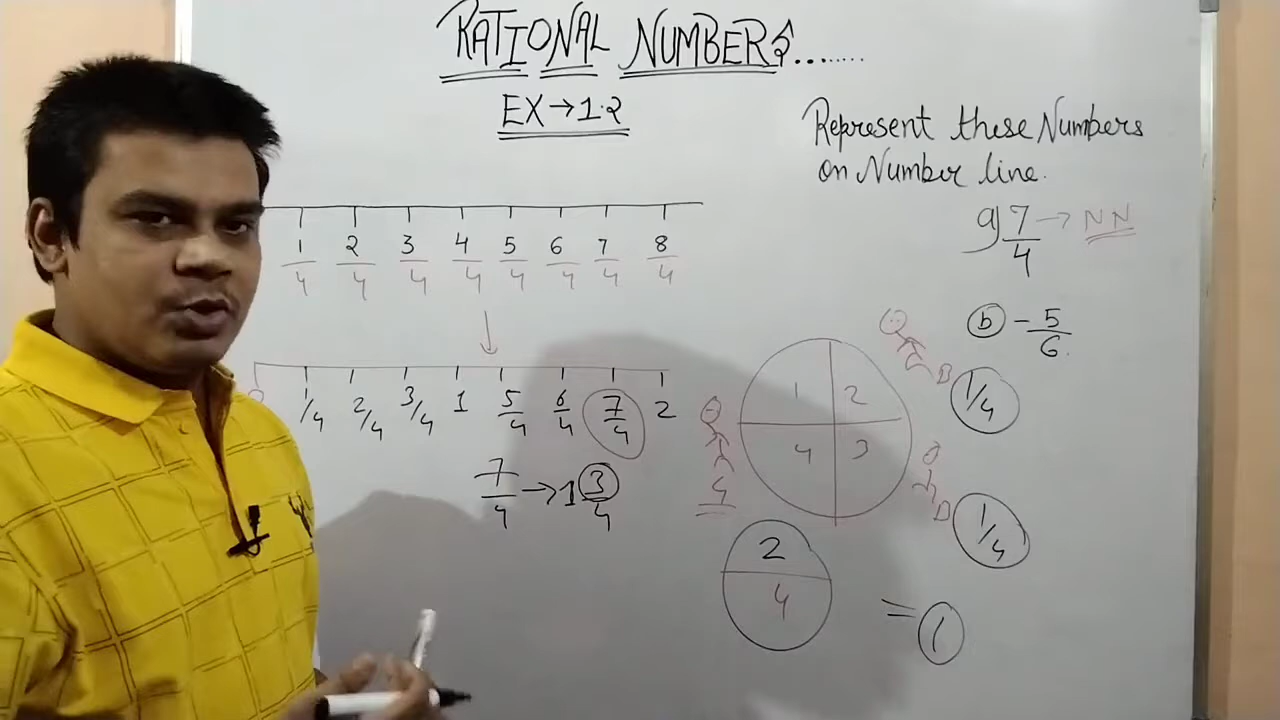 RATIONAL NUMBERS.......
EX→1.2
Represent these Numbers
on Number line.
a) 7/4 → NN
b - 5/6.
1/4 2/4 3/4 4/4 5/4 6/4 7/4 8/4
↓
0 1/4 2/4 3/4 1 5/4 6/4 7/4 2
7/4 → 1 3/4
1 2
4 3
B 1/4
4
B 1/4
2
4
= 1